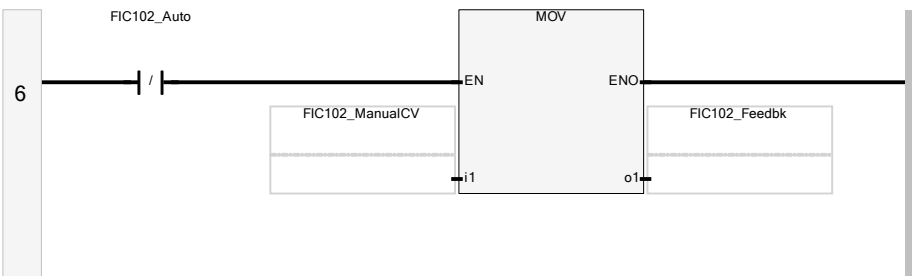 FIC102_Auto
MOV
/
EN
ENO
6
FIC102_ManualCV
FIC102_Feedbk
i1
o1